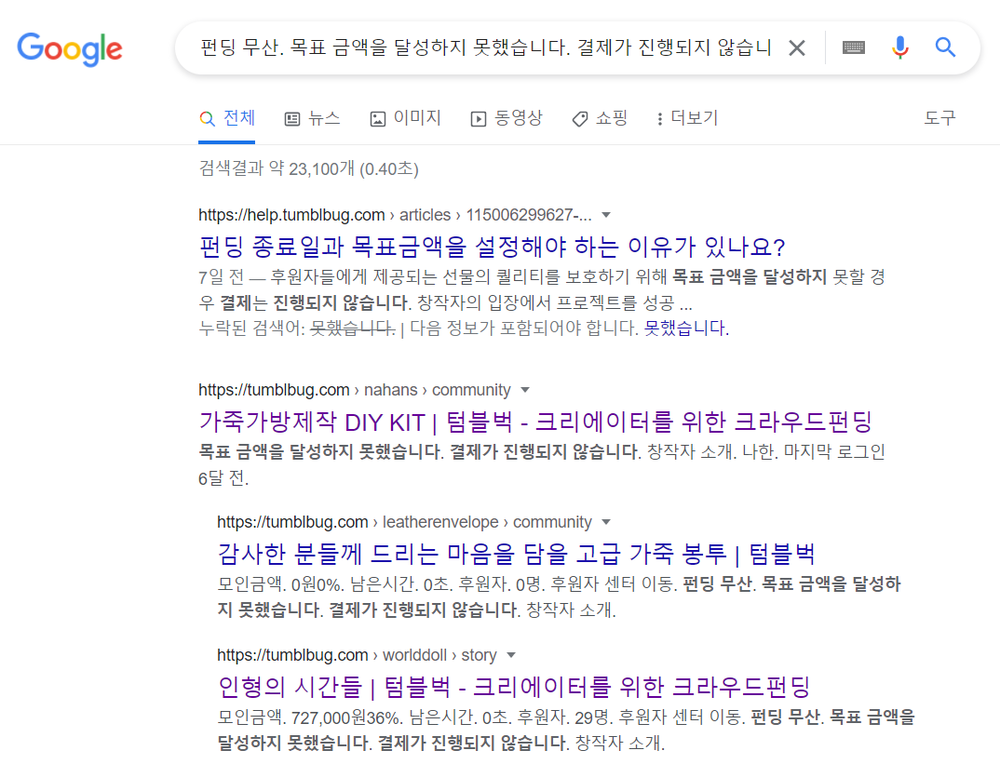 Google
펀딩 무산. 목표 금액을 달성하지 못했습니다. 결제가 진행되지 않습니
전체 뉴스 이미지 동영상 쇼핑 더보기 도구
검색결과 약 23,100개 (0.40초)
https://help.tumblbug.com › articles › 115006299627-...
펀딩 종료일과 목표금액을 설정해야 하는 이유가 있나요?
7일 전 — 후원자들에게 제공되는 선물의 퀄리티를 보호하기 위해 목표 금액을 달성하지 못할 경
우 결제는 진행되지 않습니다. 창작자의 입장에서 프로젝트를 성공 ...
누락된 검색어: 못했습니다. | 다음 정보가 포함되어야 합니다. 못했습니다.
https://tumblbug.com › nahans › community
가죽가방제작 DIY KIT | 텀블벅 - 크리에이터를 위한 크라우드펀딩
목표 금액을 달성하지 못했습니다. 결제가 진행되지 않습니다. 창작자 소개. 나한. 마지막 로그인
6달 전.
https://tumblbug.com › leatherenvelope › community
감사한 분들께 드리는 마음을 담을 고급 가죽 봉투 | 텀블벅
모인금액. 0원0%. 남은시간. 0초. 후원자. 0명. 후원자 센터 이동. 펀딩 무산. 목표 금액을 달성하
지 못했습니다. 결제가 진행되지 않습니다. 창작자 소개.
https://tumblbug.com › worlddoll › story
인형의 시간들 | 텀블벅 - 크리에이터를 위한 크라우드펀딩
모인금액. 727,000원36%. 남은시간. 0초. 후원자. 29명. 후원자 센터 이동. 펀딩 무산. 목표 금액을
달성하지 못했습니다. 결제가 진행되지 않습니다. 창작자 소개.